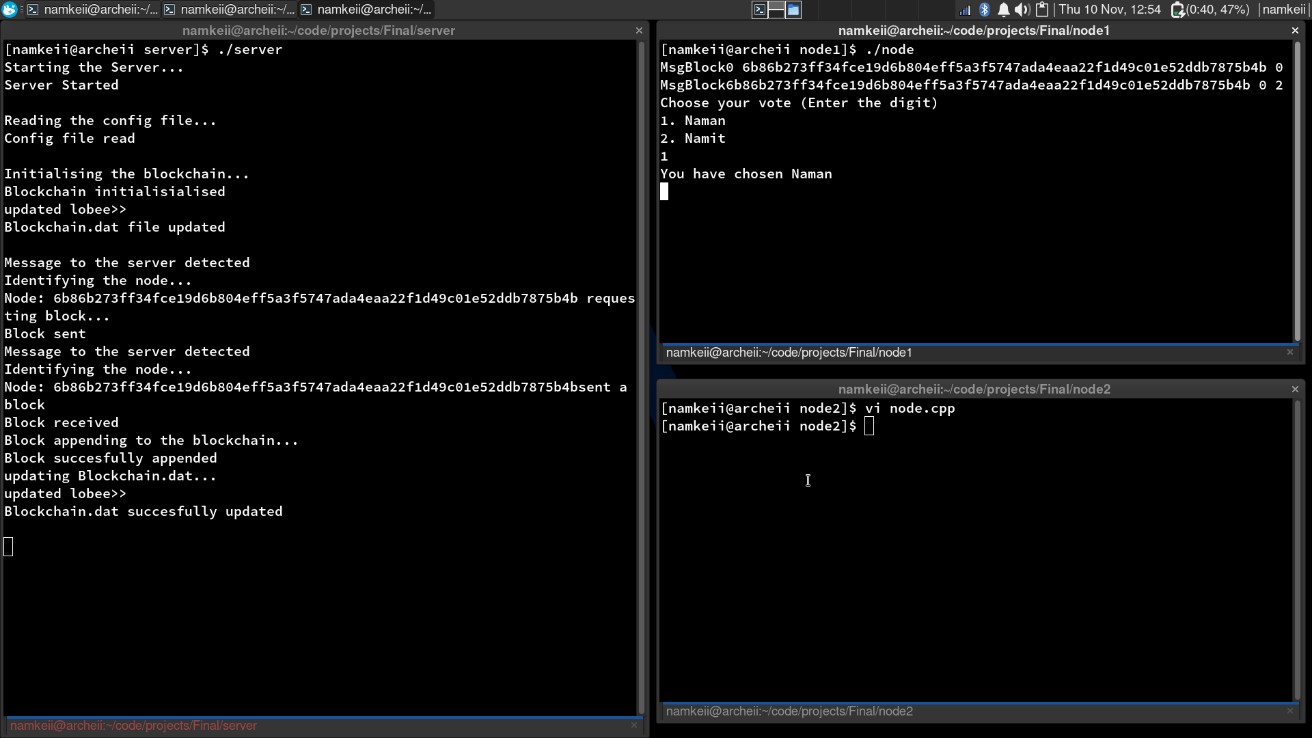 namkeii@archeii:~/... namkeii@archeii:~/... namkeii@archeii:~/... Thu 10 Nov, 12:54 (0:40, 47%) namkeii
namkeii@archeii:~/code/projects/Final/server
[namkeii@archeii server]$ ./server
Starting the Server...
Server Started
Reading the config file...
Config file read
Initialising the blockchain...
Blockchain initialisialised
updated lobee>>
Blockchain.dat file updated
Message to the server detected
Identifying the node...
Node: 6b86b273ff34fce19d6b804eff5a3f5747ada4eaa22f1d49c01e52ddb7875b4b reques
ting block...
Block sent
Message to the server detected
Identifying the node...
Node: 6b86b273ff34fce19d6b804eff5a3f5747ada4eaa22f1d49c01e52ddb7875b4bsent a
block
Block received
Block appending to the blockchain...
Block succesfully appended
updating Blockchain.dat...
updated lobee>>
Blockchain.dat succesfully updated
namkeii@archeii:~/code/projects/Final/server
namkeii@archeii:~/code/projects/Final/node1
[namkeii@archeii node1]$ ./node
MsgBlock0 6b86b273ff34fce19d6b804eff5a3f5747ada4eaa22f1d49c01e52ddb7875b4b 0
MsgBlock6b86b273ff34fce19d6b804eff5a3f5747ada4eaa22f1d49c01e52ddb7875b4b 0 2
Choose your vote (Enter the digit)
1. Naman
2. Namit
1
You have chosen Naman
namkeii@archeii:~/code/projects/Final/node1
namkeii@archeii:~/code/projects/Final/node2
[namkeii@archeii node2]$ vi node.cpp
[namkeii@archeii node2]$
namkeii@archeii:~/code/projects/Final/node2